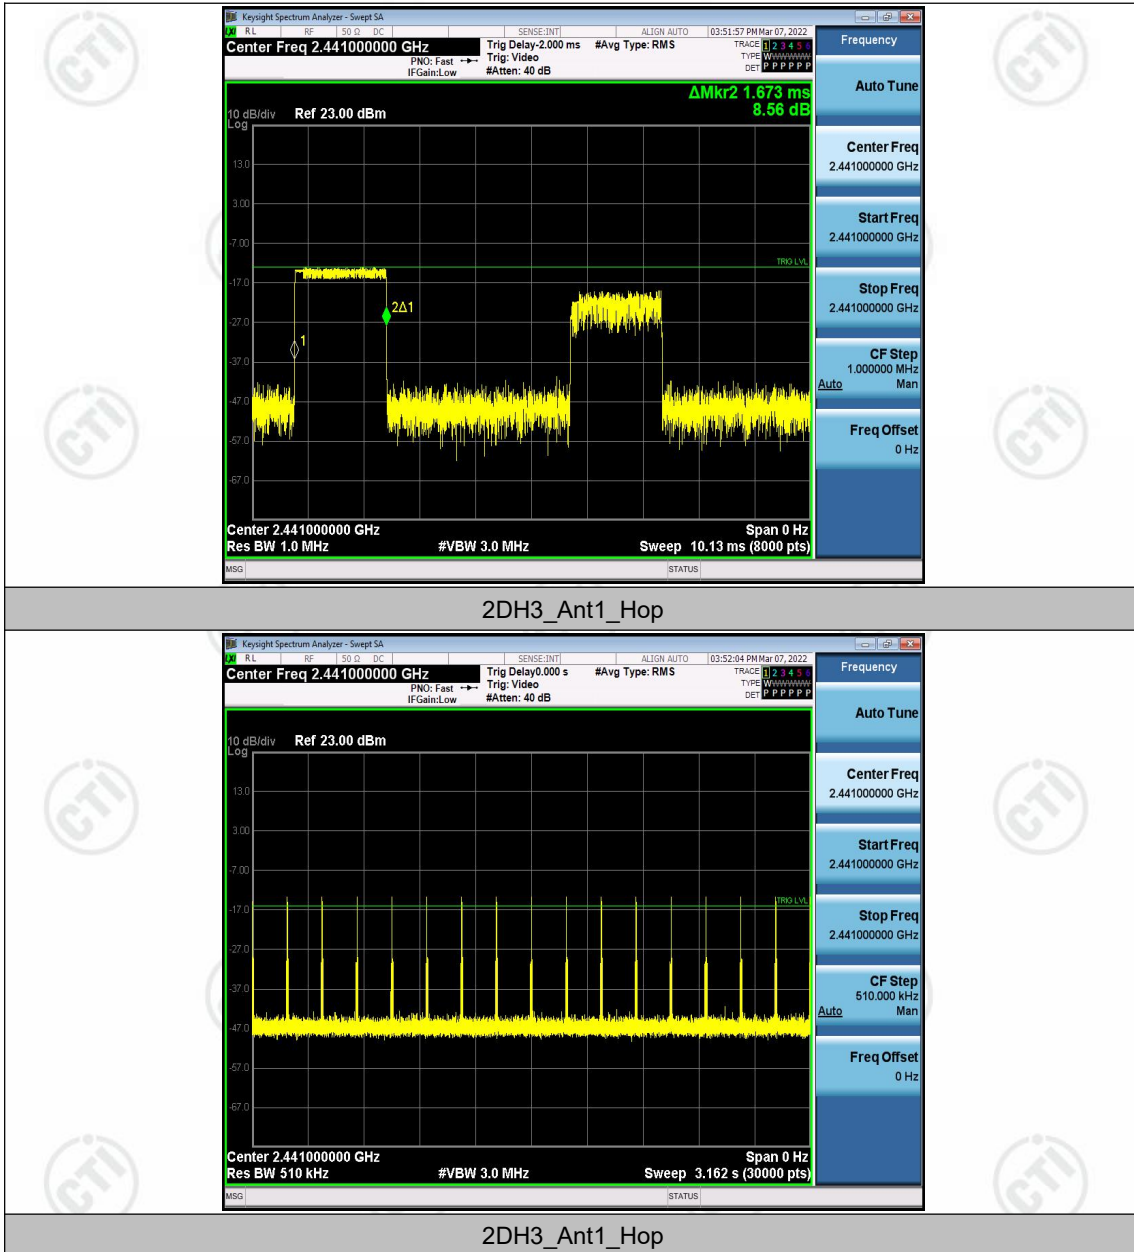 Keysight Spectrum Analyzer - Swept SA
LXI RL RF 50 Ω DC SENSE:INT ALIGN AUTO 03:51:57 PM Mar 07, 2022
Center Freq 2.441000000 GHz
PNO: Fast
IFGain:Low
Trig Delay-2.000 ms
Trig: Video
#Atten: 40 dB
#Avg Type: RMS
TRACE 1 2 3 4 5 6
TYPE WWWWWW
DET P P P P P P
ΔMkr2 1.673 ms
8.56 dB
10 dB/div Ref 23.00 dBm
Log
13.0
3.00
-7.00
TRIG LVL
-17.0
2Δ1
-27.0
1
-37.0
-47.0
-57.0
-67.0
Center 2.441000000 GHz Span 0 Hz
Res BW 1.0 MHz #VBW 3.0 MHz Sweep 10.13 ms (8000 pts)
MSG STATUS
Frequency
Auto Tune
Center Freq
2.441000000 GHz
Start Freq
2.441000000 GHz
Stop Freq
2.441000000 GHz
CF Step
1.000000 MHz
Auto Man
Freq Offset
0 Hz
2DH3_Ant1_Hop
Keysight Spectrum Analyzer - Swept SA
LXI RL RF 50 Ω DC SENSE:INT ALIGN AUTO 03:52:04 PM Mar 07, 2022
Center Freq 2.441000000 GHz
PNO: Fast
IFGain:Low
Trig Delay0.000 s
Trig: Video
#Atten: 40 dB
#Avg Type: RMS
TRACE 1 2 3 4 5 6
TYPE WWWWWW
DET P P P P P P
10 dB/div Ref 23.00 dBm
Log
13.0
3.00
-7.00
TRIG LVL
-17.0
-27.0
-37.0
-47.0
-57.0
-67.0
Center 2.441000000 GHz Span 0 Hz
Res BW 510 kHz #VBW 3.0 MHz Sweep 3.162 s (30000 pts)
MSG STATUS
Frequency
Auto Tune
Center Freq
2.441000000 GHz
Start Freq
2.441000000 GHz
Stop Freq
2.441000000 GHz
CF Step
510.000 kHz
Auto Man
Freq Offset
0 Hz
2DH3_Ant1_Hop
CTI
CTI
CTI
CTI
CTI
CTI
CTI
CTI